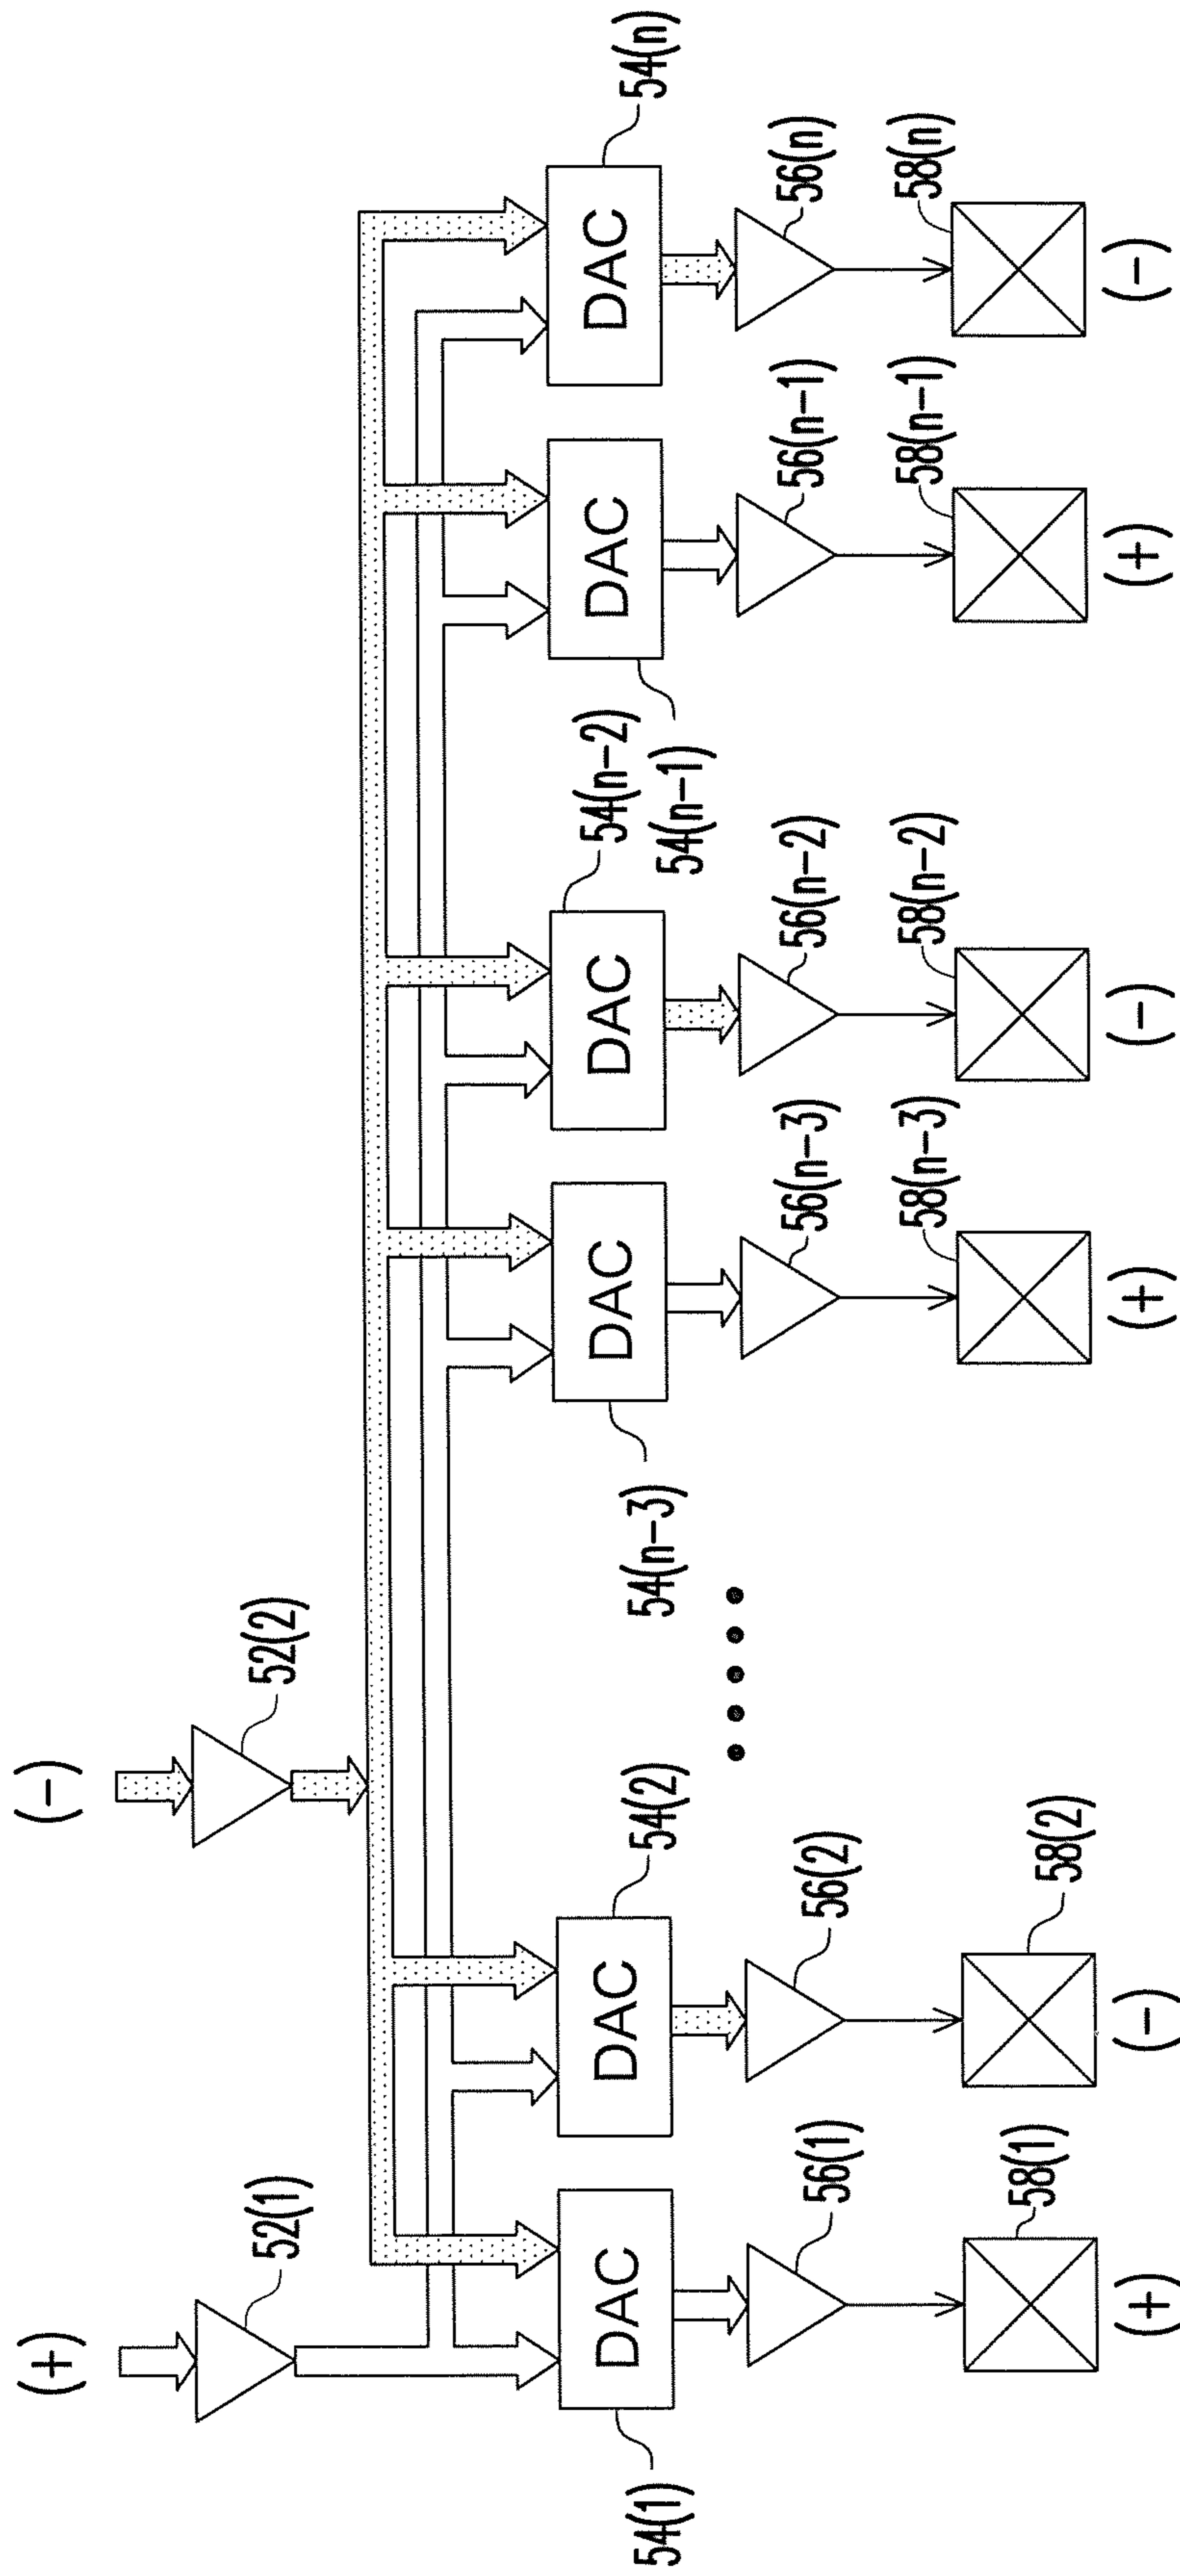 (+)
(−)
52(1)
52(2)
54(1)
DAC
DAC
54(2)
54(n−3)
DAC
DAC
54(n−2)
54(n−1)
DAC
DAC
54(n)
56(1)
56(2)
56(n−3)
56(n−2)
56(n−1)
56(n)
58(1)
58(2)
58(n−3)
58(n−2)
58(n−1)
58(n)
(+)
(−)
(+)
(−)
(+)
(−)